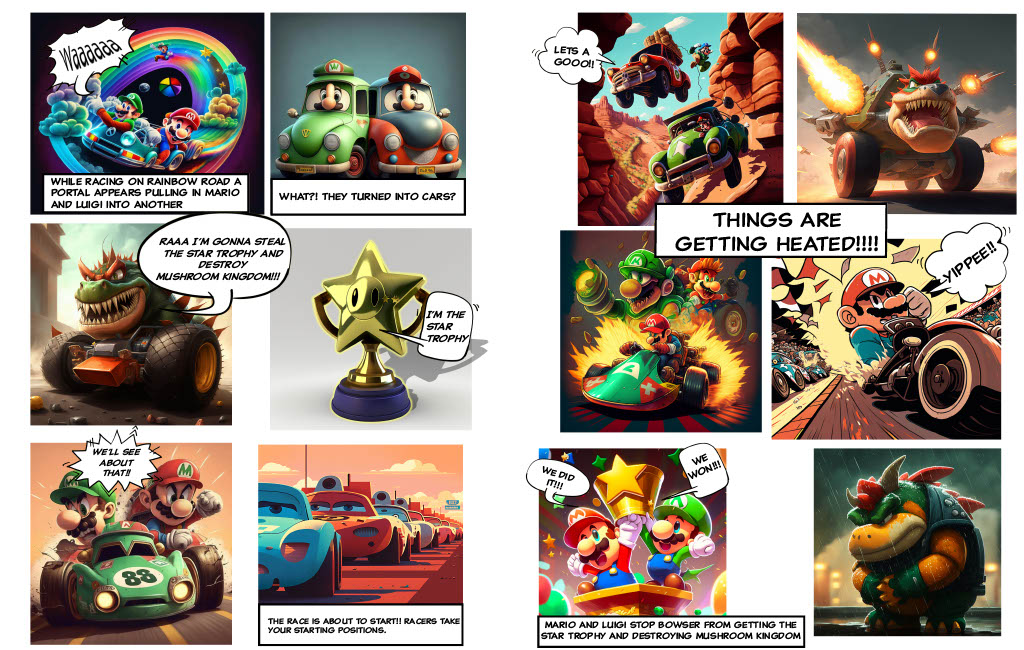 Waaaaaa
WHILE RACING ON RAINBOW ROAD A
PORTAL APPEARS PULLING IN MARIO
AND LUIGI INTO ANOTHER
WHAT?! THEY TURNED INTO CARS?
RAAA I'M GONNA STEAL
THE STAR TROPHY AND
DESTROY
MUSHROOM KINGDOM!!!
I'M THE
STAR
TROPHY
WE'LL SEE
ABOUT
THAT!!
88
THE RACE IS ABOUT TO START!! RACERS TAKE
YOUR STARTING POSITIONS.
LETS A
GOOO!!
THINGS ARE
GETTING HEATED!!!!
YIPPEE!!
WE DID
IT!!!
WE
WON!!!
MARIO AND LUIGI STOP BOWSER FROM GETTING THE
STAR TROPHY AND DESTROYING MUSHROOM KINGDOM